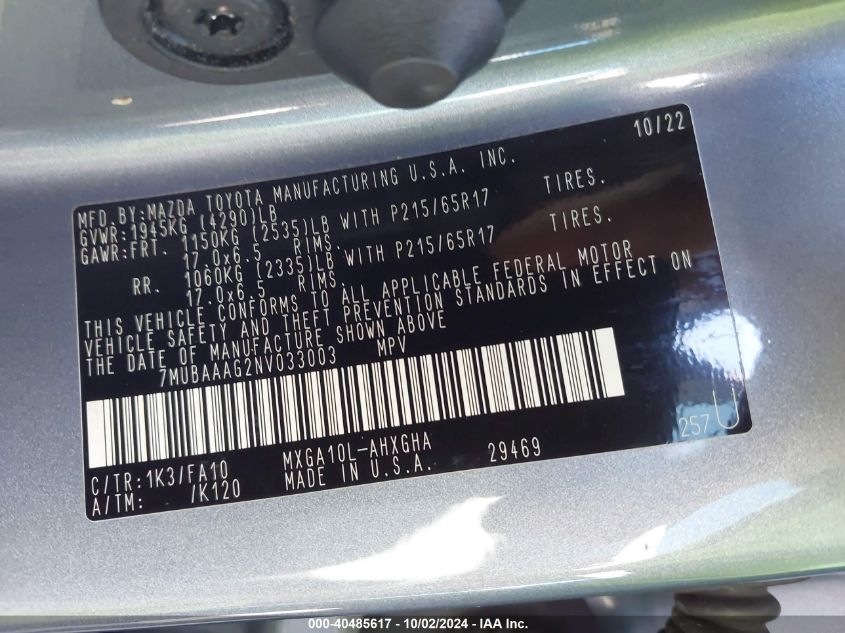 10/22
MFD.BY:MAZDA TOYOTA MANUFACTURING U.S.A. INC.
GVWR:1945KG (4290)LB
GAWR:FRT. 1150KG (2535)LB WITH P215/65R17 TIRES.
17.0x6.5 RIMS.
RR. 1060KG (2335)LB WITH P215/65R17 TIRES.
17.0x6.5 RIMS.
THIS VEHICLE CONFORMS TO ALL APPLICABLE FEDERAL MOTOR
VEHICLE SAFETY AND THEFT PREVENTION STANDARDS IN EFFECT ON
THE DATE OF MANUFACTURE SHOWN ABOVE
7MUBAAAG2NV033003 MPV
257 U
C/TR:1K3/FA10 MXGA10L-AHXGHA 29469
A/TM: /K120 MADE IN U.S.A.
000-40485617 - 10/02/2024 - IAA Inc.